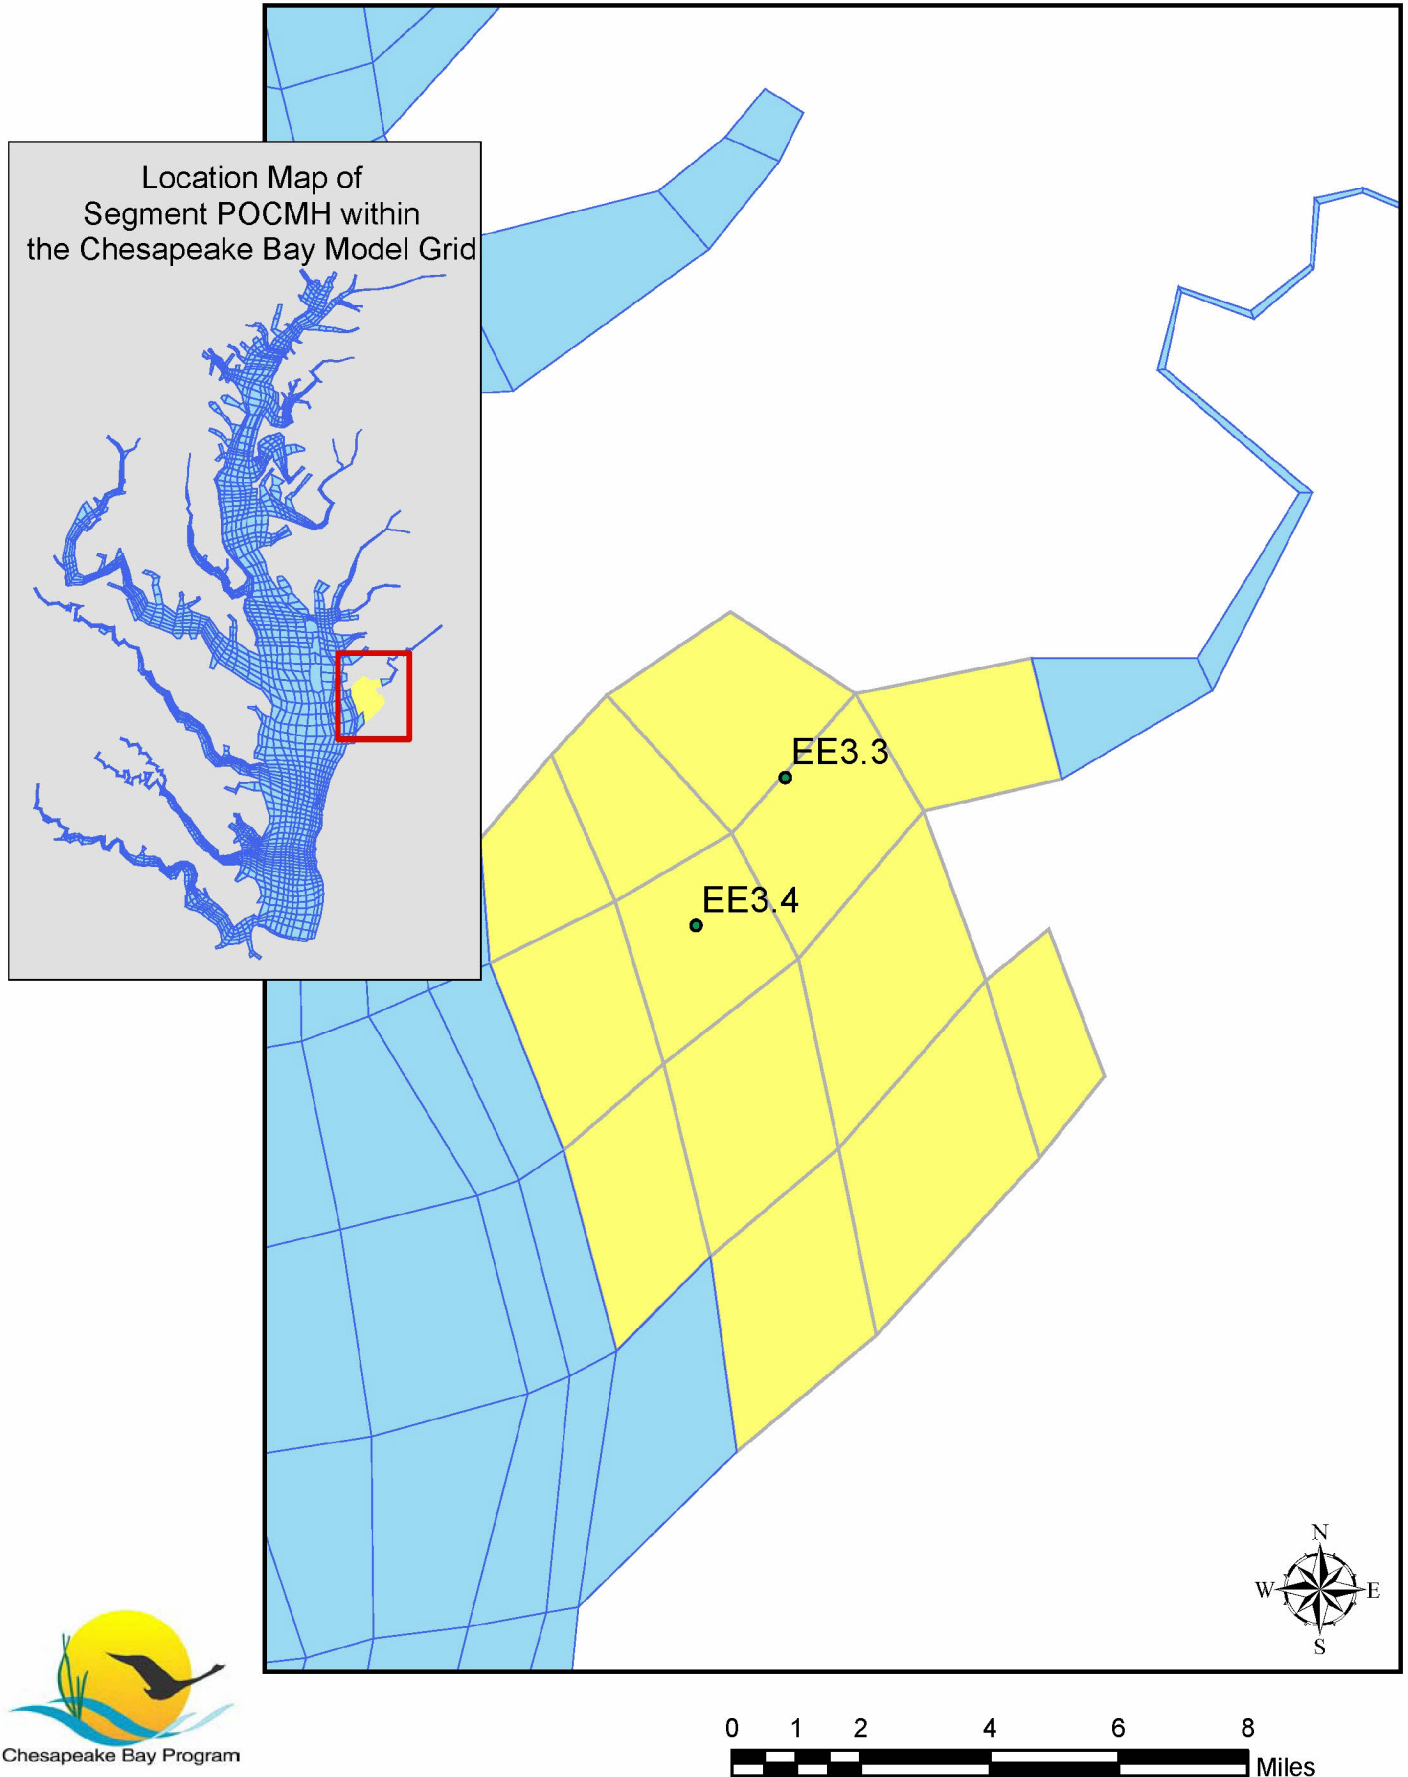 Location Map of
Segment POCMH within
the Chesapeake Bay Model Grid
EE3.3
EE3.4
N
W E
S
Chesapeake Bay Program
0 1 2 4 6 8
Miles